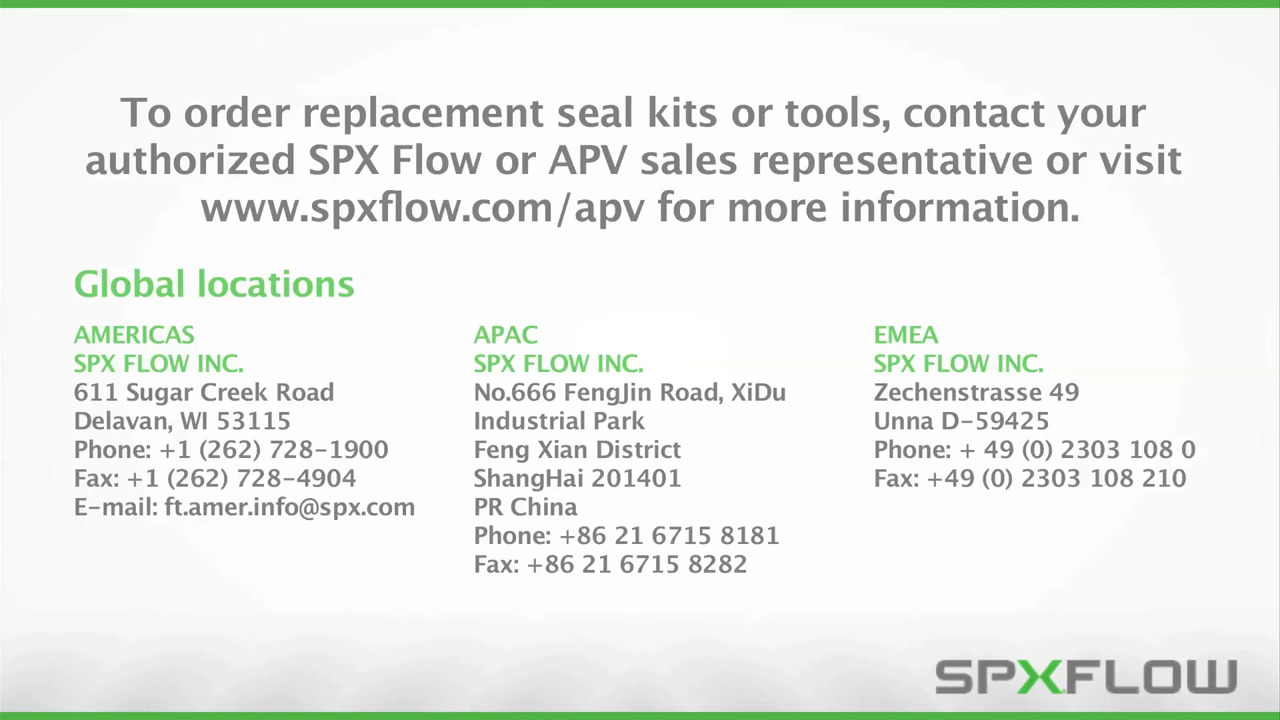 To order replacement seal kits or tools, contact your
authorized SPX Flow or APV sales representative or visit
www.spxflow.com/apv for more information.
Global locations
AMERICAS
SPX FLOW INC.
611 Sugar Creek Road
Delavan, WI 53115
Phone: +1 (262) 728-1900
Fax: +1 (262) 728-4904
E-mail: ft.amer.info@spx.com
APAC
SPX FLOW INC.
No.666 FengJin Road, XiDu
Industrial Park
Feng Xian District
ShangHai 201401
PR China
Phone: +86 21 6715 8181
Fax: +86 21 6715 8282
EMEA
SPX FLOW INC.
Zechenstrasse 49
Unna D-59425
Phone: + 49 (0) 2303 108 0
Fax: +49 (0) 2303 108 210
SPXFLOW